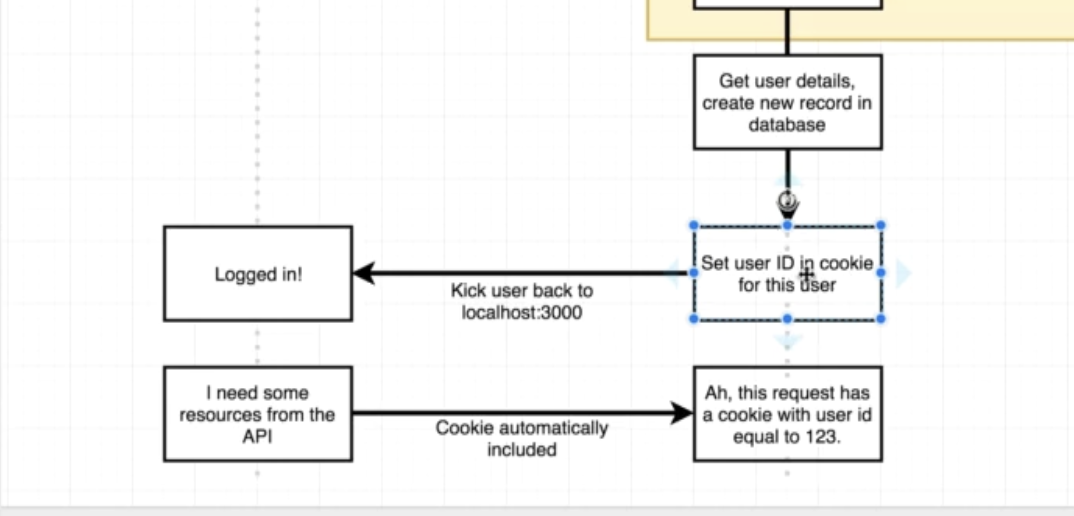 Get user details,
create new record in
database
Logged in!
Kick user back to
localhost:3000
Set user ID in cookie
for this user
I need some
resources from the
API
Cookie automatically
included
Ah, this request has
a cookie with user id
equal to 123.